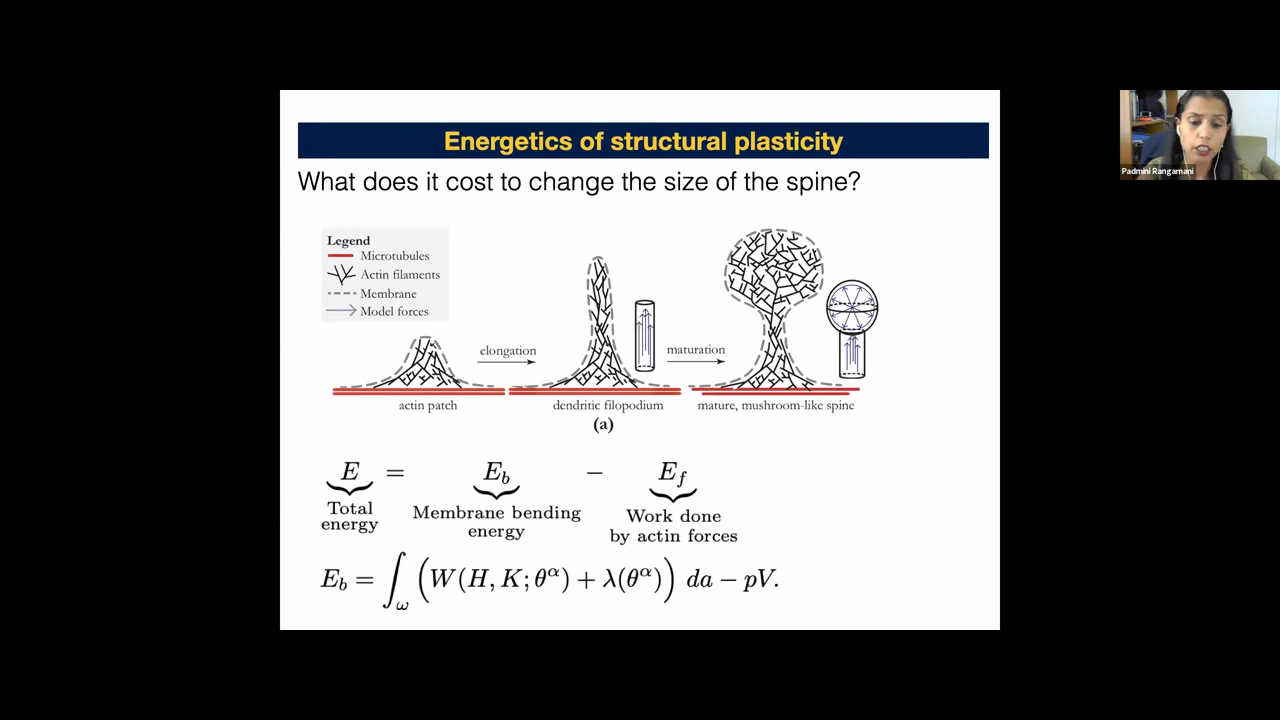 Energetics of structural plasticity
What does it cost to change the size of the spine?
Legend
Microtubules
Actin filaments
Membrane
Model forces
elongation
maturation
actin patch
dendritic filopodium
mature, mushroom-like spine
(a)
E = E_b − E_f
Total energy
Membrane bending energy
Work done by actin forces
E_b = ∫_ω (W(H, K; θ^α) + λ(θ^α)) da − pV.
Padmini Rangamani